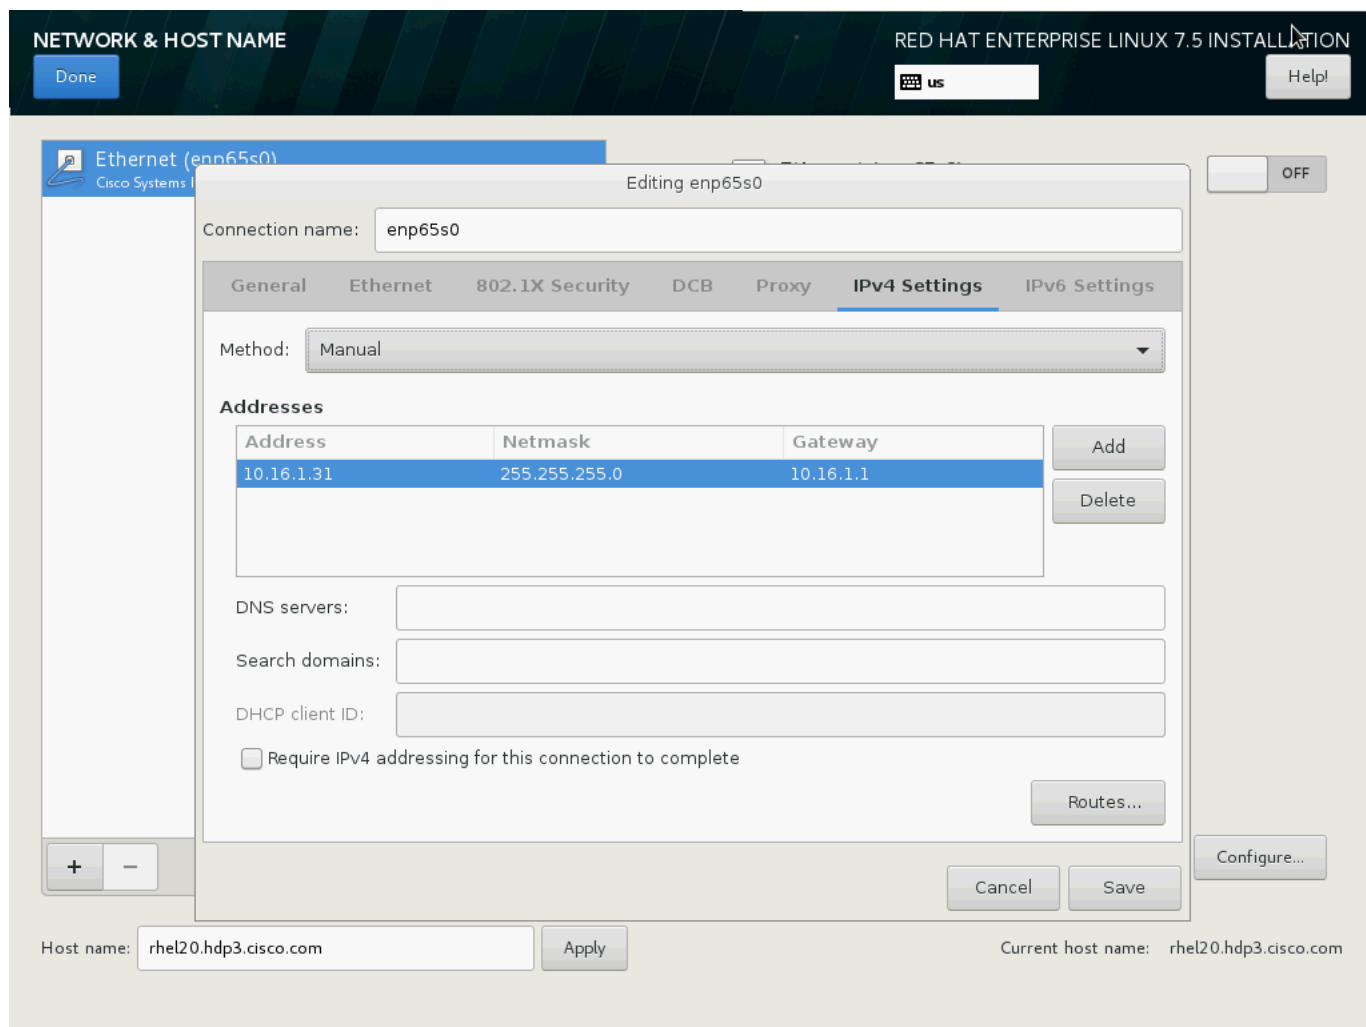 NETWORK & HOST NAME
RED HAT ENTERPRISE LINUX 7.5 INSTALLATION
Done
us
Help!
Ethernet (enp65s0)
Cisco Systems
OFF
Editing enp65s0
Connection name: enp65s0
General Ethernet 802.1X Security DCB Proxy IPv4 Settings IPv6 Settings
Method: Manual
Addresses
Address Netmask Gateway
10.16.1.31 255.255.255.0 10.16.1.1
Add
Delete
DNS servers:
Search domains:
DHCP client ID:
Require IPv4 addressing for this connection to complete
Routes...
+ −
Configure...
Cancel Save
Host name: rhel20.hdp3.cisco.com Apply Current host name: rhel20.hdp3.cisco.com